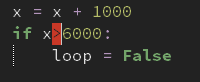 x = x + 1000
if x>6000:
    loop = False